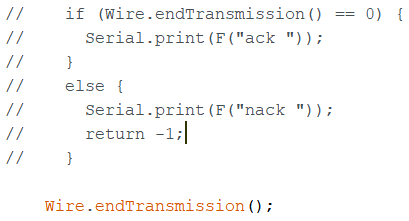 //    if (Wire.endTransmission() == 0) {
//      Serial.print(F("ack "));
//    }
//    else {
//      Serial.print(F("nack "));
//      return -1;
//    }
Wire.endTransmission();